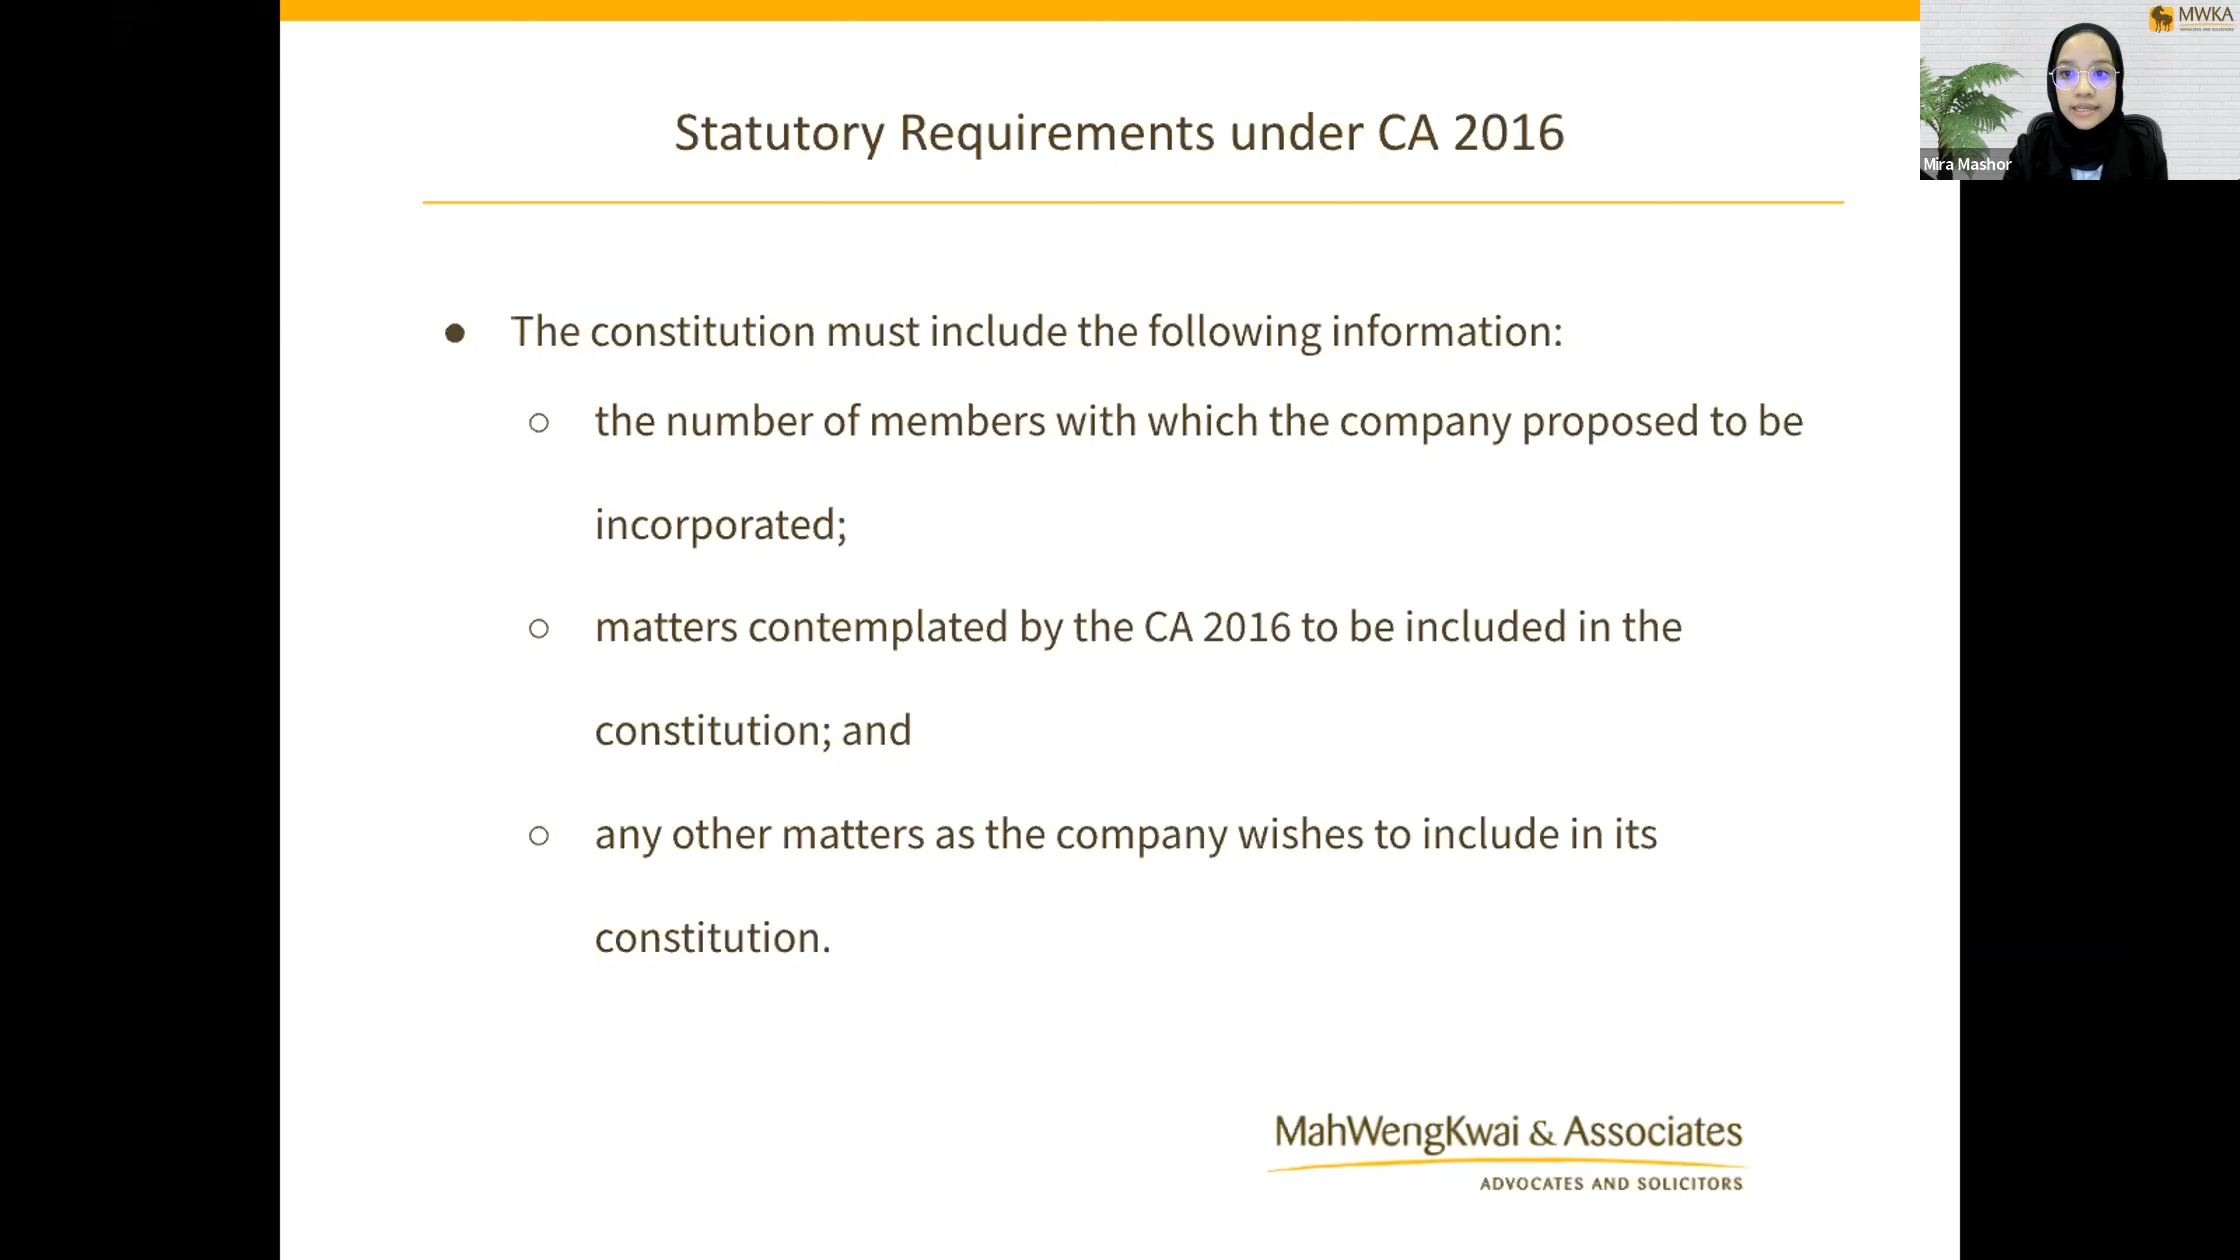 Statutory Requirements under CA 2016
● The constitution must include the following information:
○ the number of members with which the company proposed to be
incorporated;
○ matters contemplated by the CA 2016 to be included in the
constitution; and
○ any other matters as the company wishes to include in its
constitution.
MahWengKwai & Associates
ADVOCATES AND SOLICITORS
MWKA
ADVOCATES AND SOLICITORS
Mira Mashor